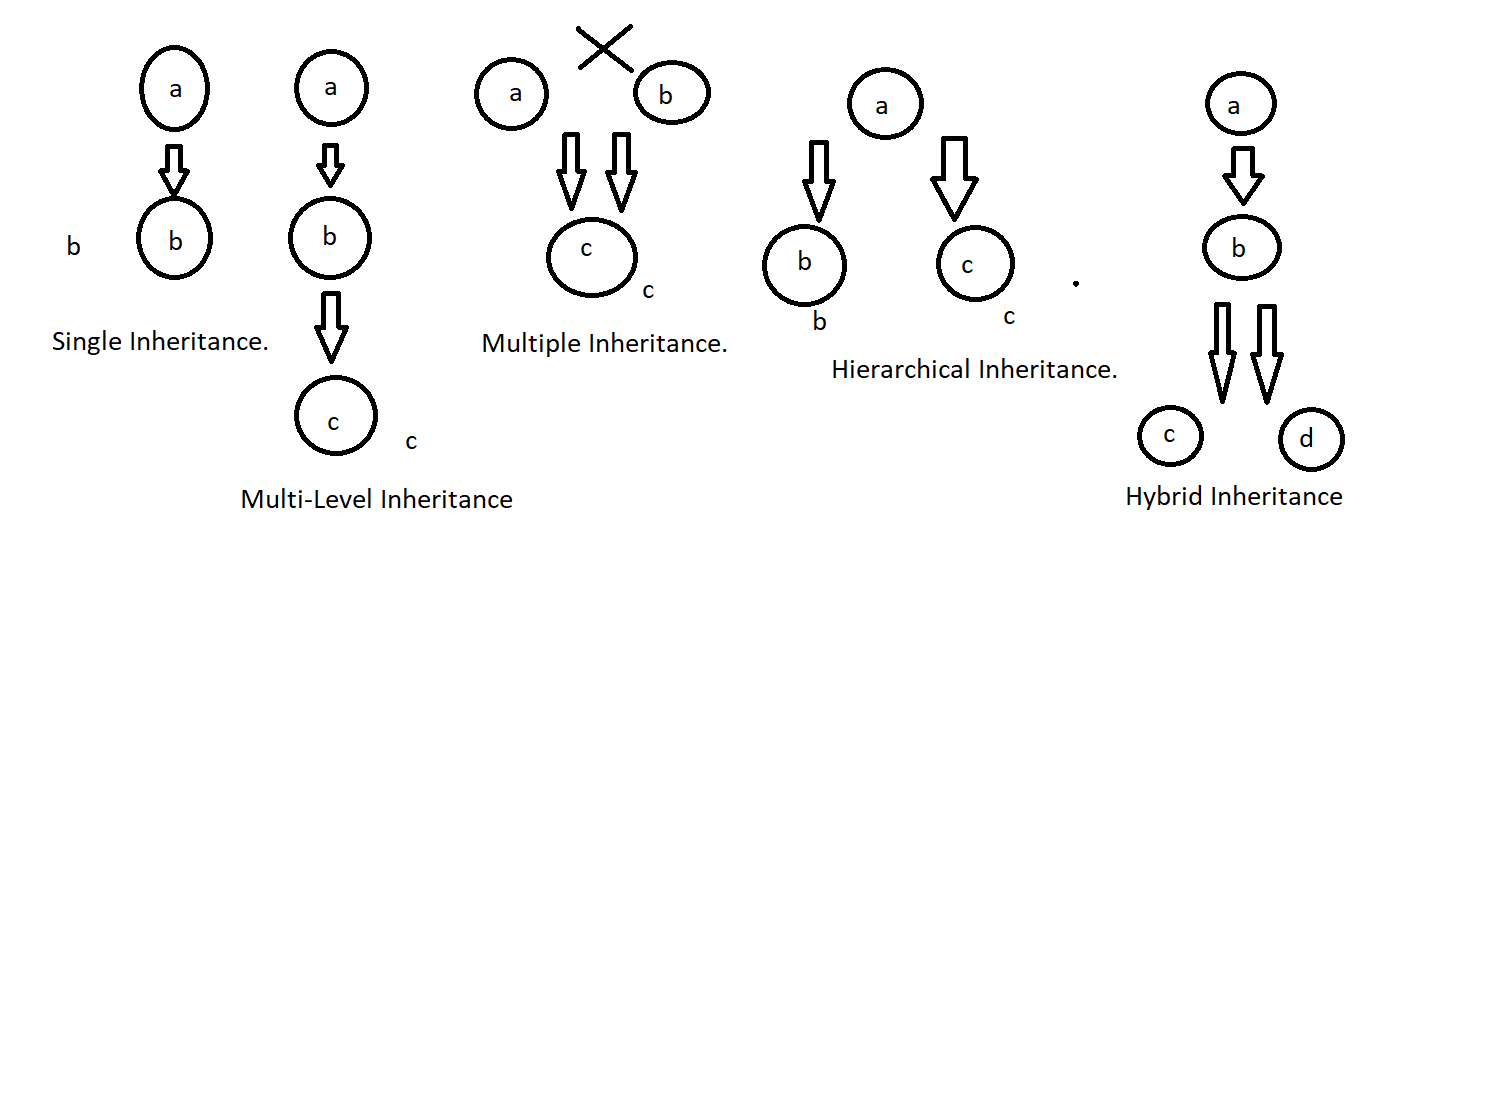 a
b
b
Single Inheritance.
a
b
c
c
Multi-Level Inheritance
a
b
c
c
Multiple Inheritance.
a
b
c
b
c
Hierarchical Inheritance.
a
b
c
d
Hybrid Inheritance